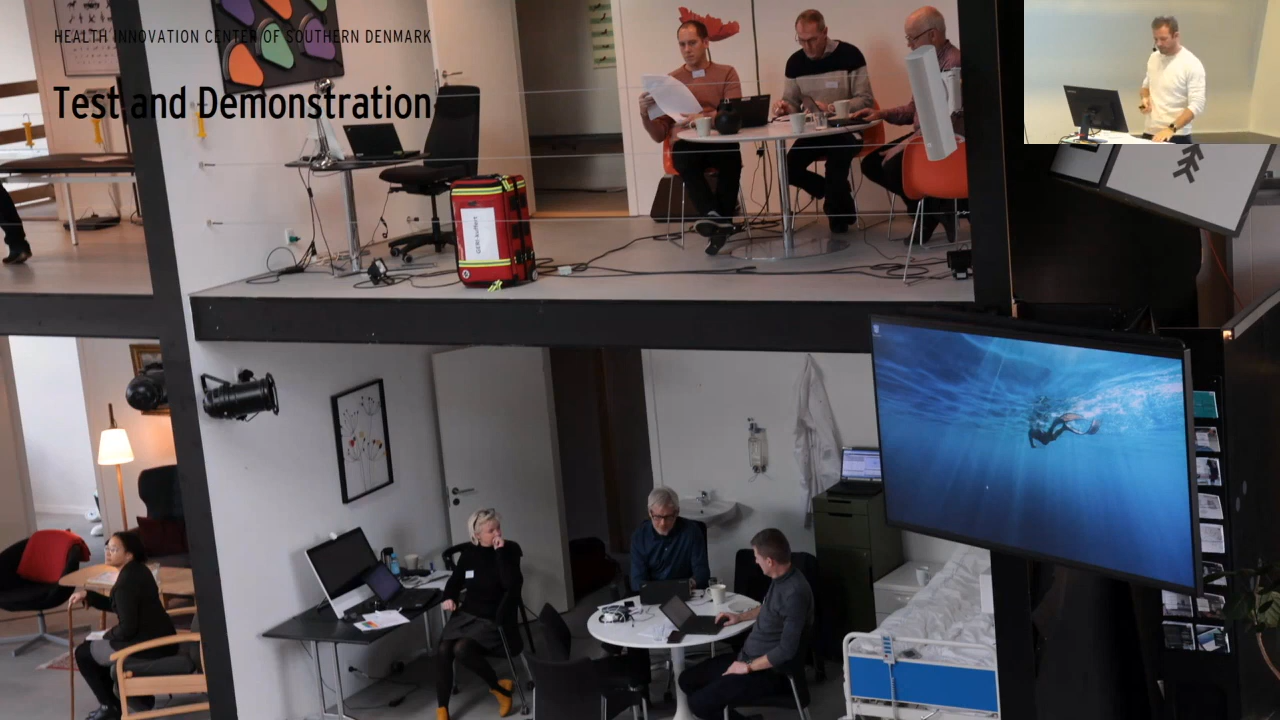 HEALTH INNOVATION CENTER OF SOUTHERN DENMARK
Test and Demonstration